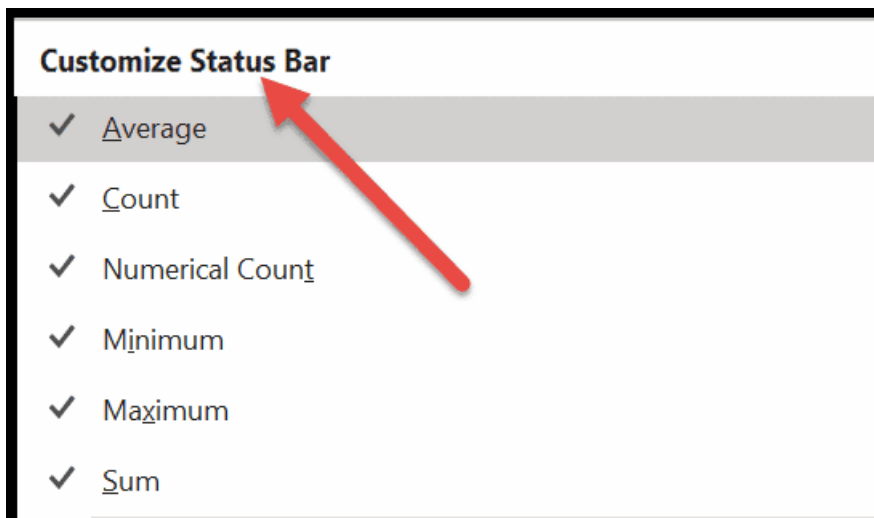 Customize Status Bar
Average
Count
Numerical Count
Minimum
Maximum
Sum